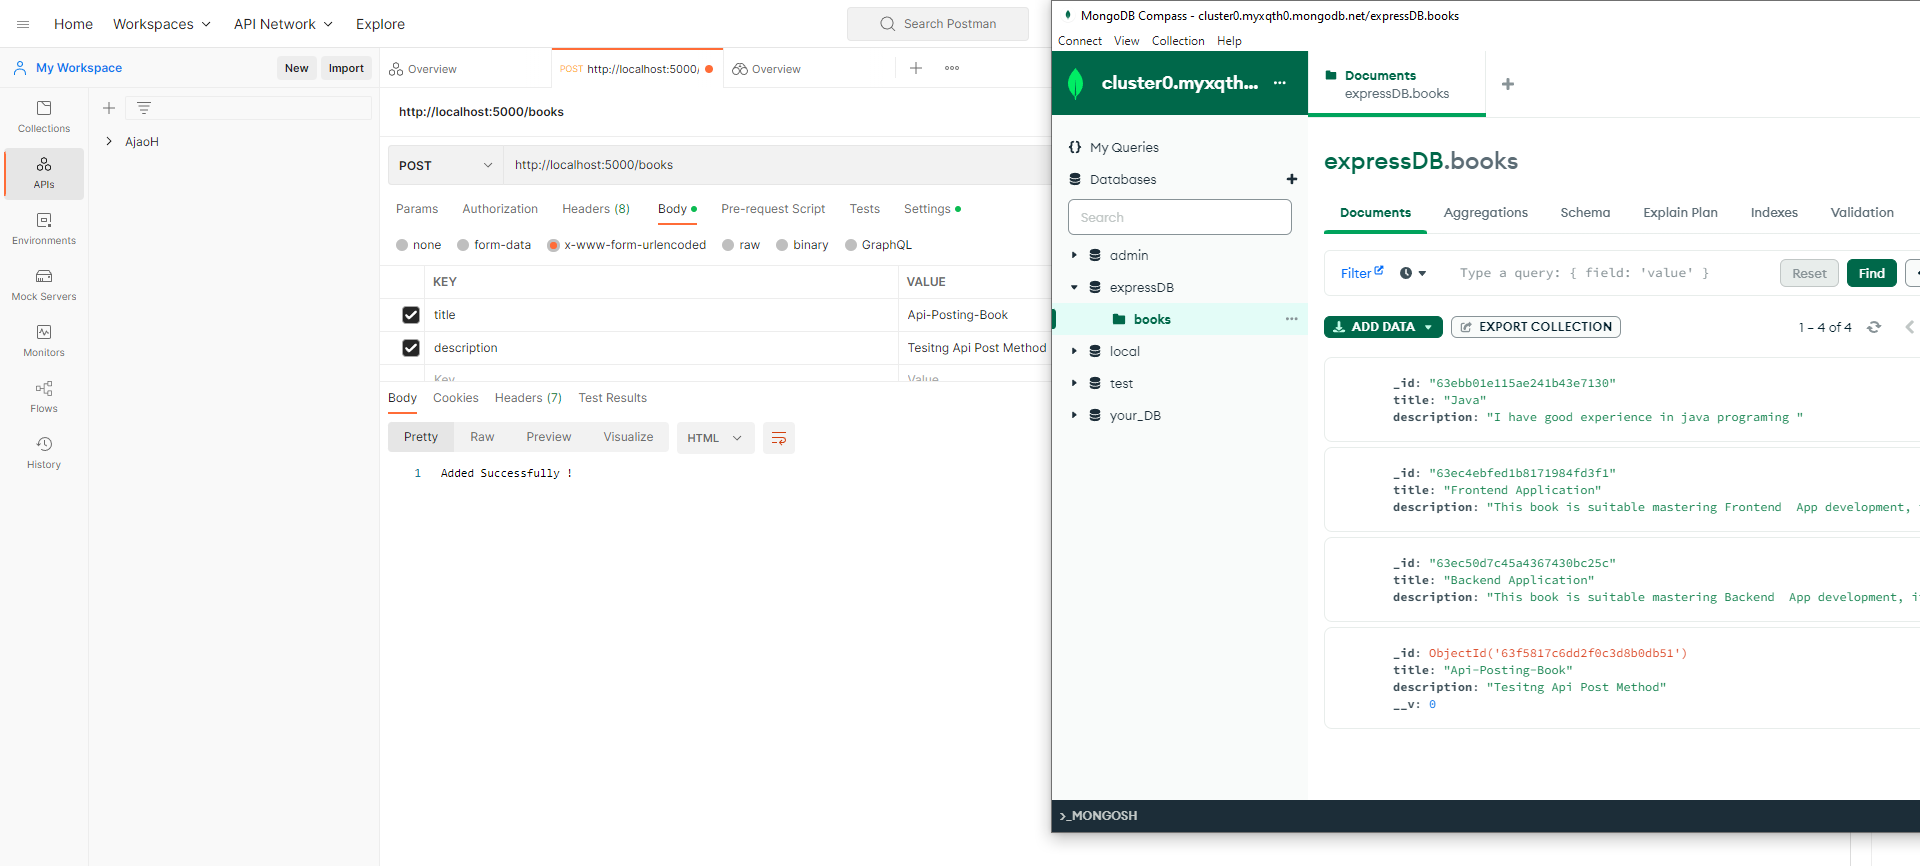 Home
Workspaces
API Network
Explore
Search Postman
My Workspace
New
Import
Overview
POST http://localhost:5000/
Overview
Collections
AjaoH
APIs
Environments
Mock Servers
Monitors
Flows
History
http://localhost:5000/books
POST
http://localhost:5000/books
Params
Authorization
Headers (8)
Body
Pre-request Script
Tests
Settings
none
form-data
x-www-form-urlencoded
raw
binary
GraphQL
KEY
VALUE
title
Api-Posting-Book
description
Tesitng Api Post Method
Key
Value
Body
Cookies
Headers (7)
Test Results
Pretty
Raw
Preview
Visualize
HTML
1 Added Successfully !
MongoDB Compass - cluster0.myxqth0.mongodb.net/expressDB.books
Connect
View
Collection
Help
cluster0.myxqth...
Documents
expressDB.books
{} My Queries
Databases
Search
admin
expressDB
books
local
test
your_DB
expressDB.books
Documents
Aggregations
Schema
Explain Plan
Indexes
Validation
Filter
Type a query: { field: 'value' }
Reset
Find
ADD DATA
EXPORT COLLECTION
1 – 4 of 4
_id: "63ebb01e115ae241b43e7130"
title: "Java"
description: "I have good experience in java programing "
_id: "63ec4ebfed1b8171984fd3f1"
title: "Frontend Application"
description: "This book is suitable mastering Frontend  App development,
_id: "63ec50d7c45a4367430bc25c"
title: "Backend Application"
description: "This book is suitable mastering Backend  App development,
_id: ObjectId('63f5817c6dd2f0c3d8b0db51')
title: "Api-Posting-Book"
description: "Tesitng Api Post Method"
__v: 0
>_MONGOSH